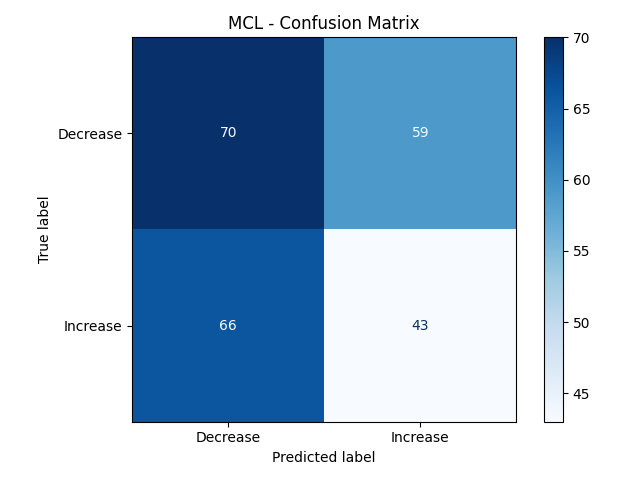 MCL - Confusion Matrix
True label
Decrease
70
59
Increase
66
43
Decrease
Increase
Predicted label
70
65
60
55
50
45